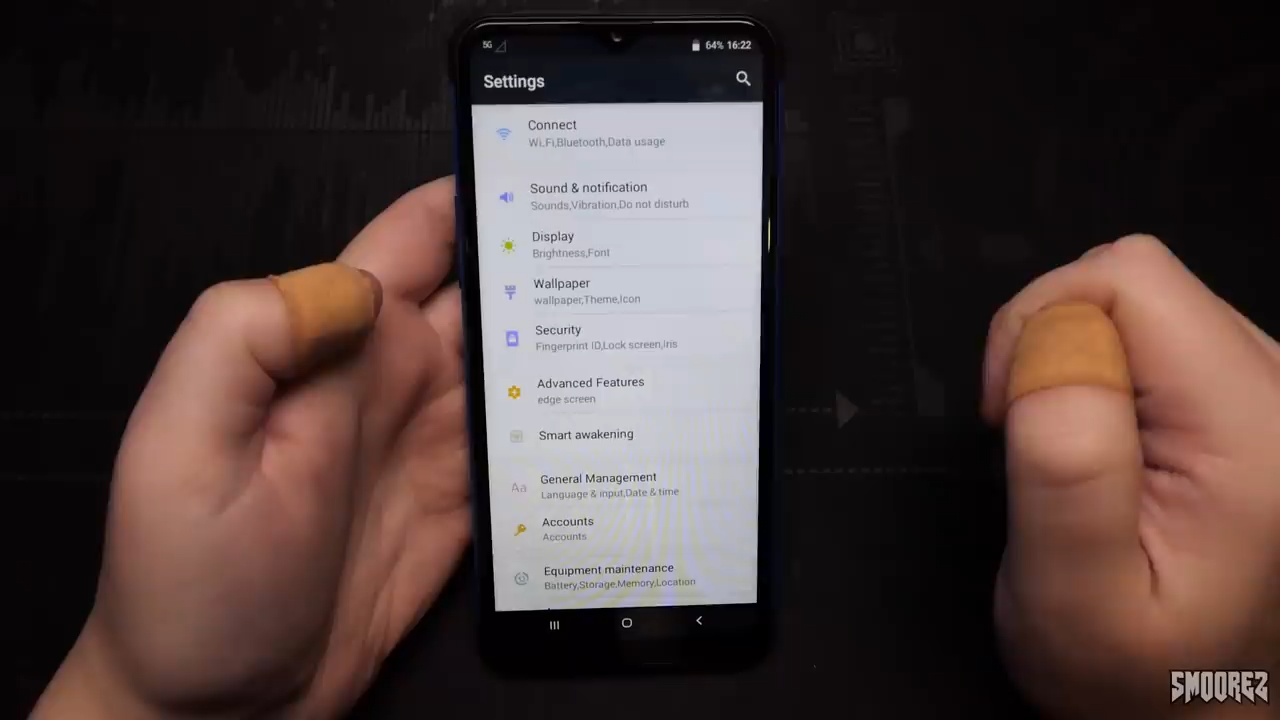 5G
64% 16:22
Settings
Connect
Wi,Fi,Bluetooth,Data usage
Sound & notification
Sounds,Vibration,Do not disturb
Display
Brightness,Font
Wallpaper
wallpaper,Theme,Icon
Security
Fingerprint ID,Lock screen,Iris
Advanced Features
edge screen
Smart awakening
Aa
General Management
Language & input,Date & time
Accounts
Accounts
Equipment maintenance
Battery,Storage,Memory,Location
SMOOREZ